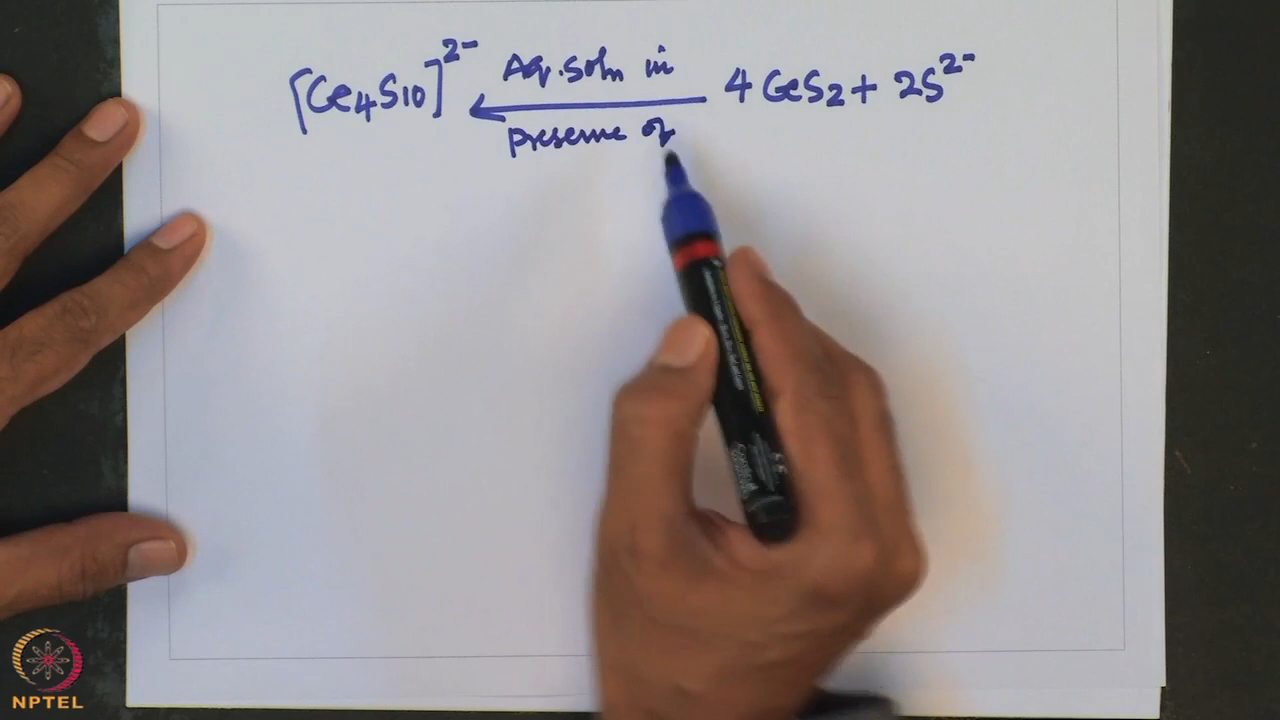 [Ge4S10]2- Aq. Soln in 4 GeS2 + 2S2-
presence of
NPTEL